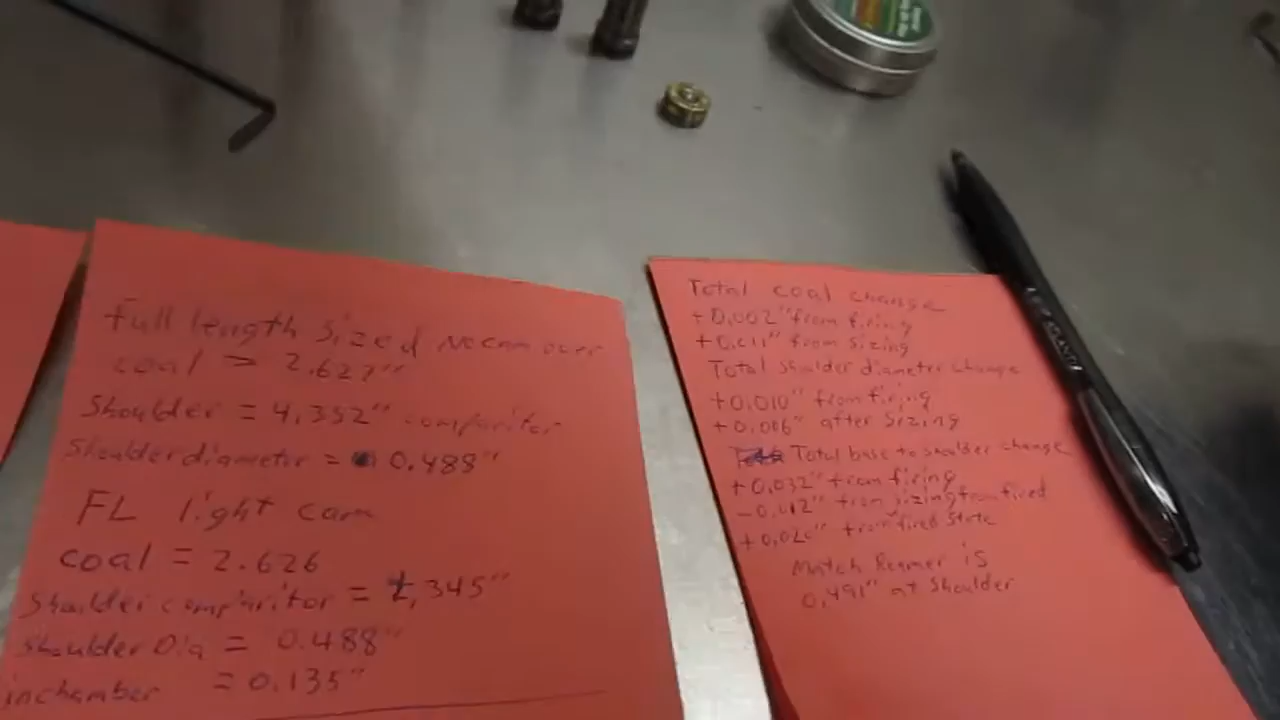 Full length sized no cam over
coal = 2.627"
Shoulder = 4.352" comparitor
Shoulder diameter = 0.488"
FL light cam
coal = 2.626
Shoulder comparitor = 4.345"
Shoulder Dia = 0.488"
inchamber = 0.135"
Total coal change
+0.002" from firing
+0.011" from sizing
Total shoulder diameter change
+0.010" from firing
+0.006" after sizing
Total base to shoulder change
+0.032" from firing
-0.012" from sizing from fired
+0.020" from fired state
Match Reamer is
0.491" at shoulder